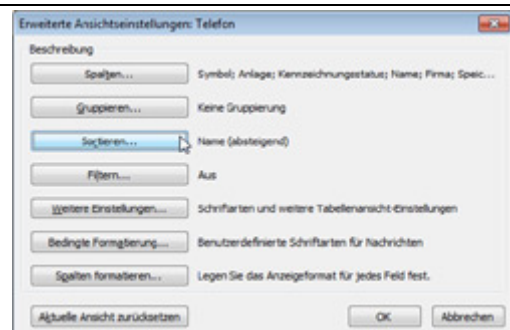 Erweiterte Ansichtseinstellungen: Telefon
Beschreibung
Spalten... Symbol; Anlage; Kennzeichnungsstatus; Name; Firma; Speic...
Gruppieren... Keine Gruppierung
Sortieren... Name (absteigend)
Filtern... Aus
Weitere Einstellungen... Schriftarten und weitere Tabellenansicht-Einstellungen
Bedingte Formatierung... Benutzerdefinierte Schriftarten für Nachrichten
Spalten formatieren... Legen Sie das Anzeigeformat für jedes Feld fest.
Aktuelle Ansicht zurücksetzen OK Abbrechen